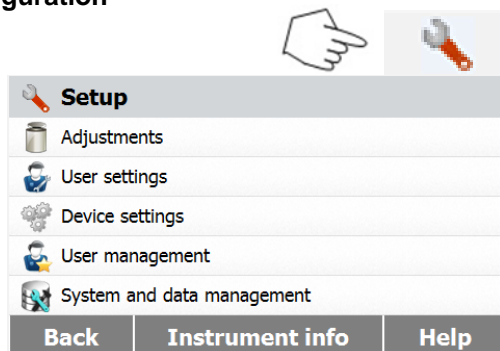 guration
Setup
Adjustments
User settings
Device settings
User management
System and data management
Back Instrument info Help